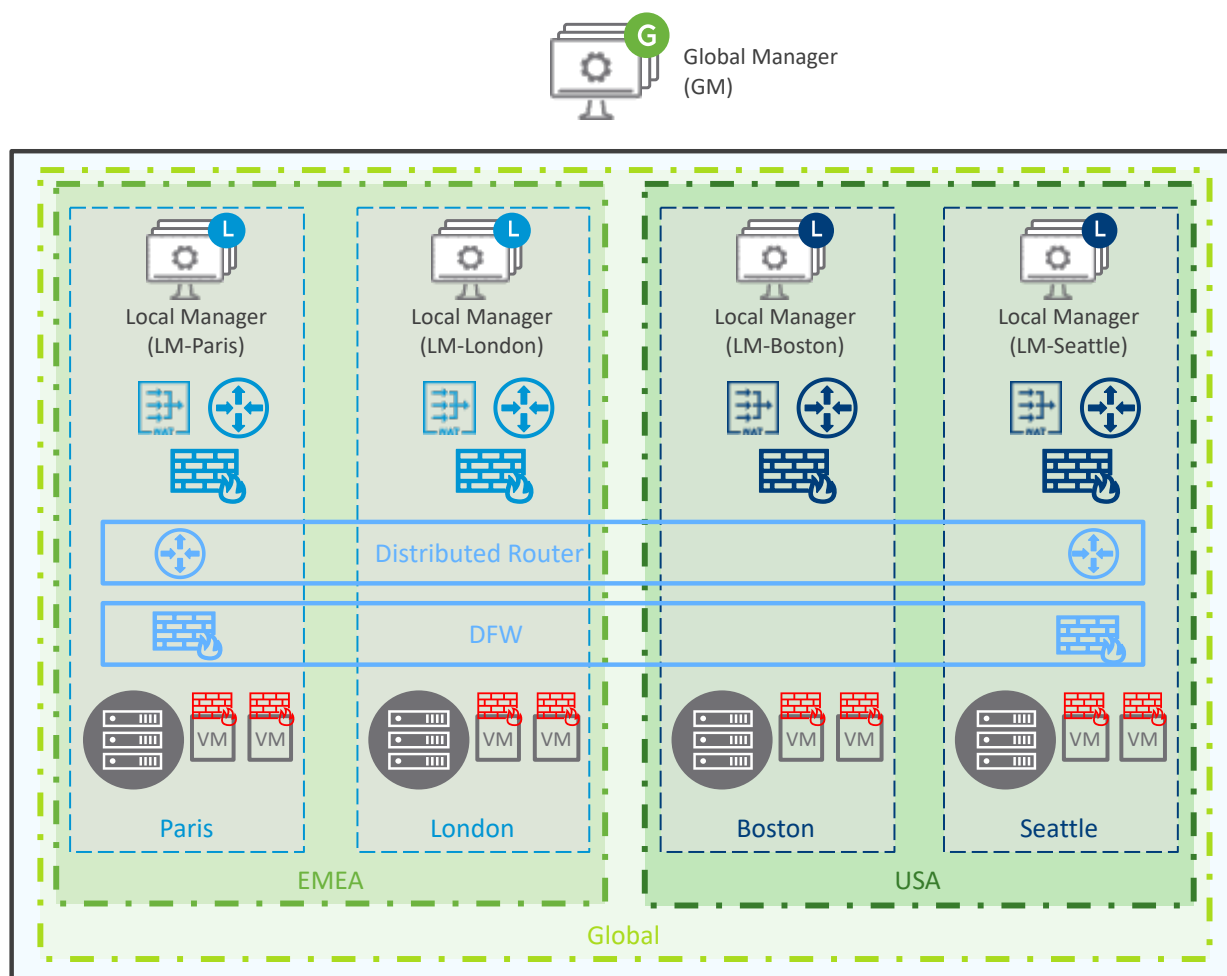 G
Global Manager
(GM)
L
L
L
L
Local Manager
(LM-Paris)
Local Manager
(LM-London)
Local Manager
(LM-Boston)
Local Manager
(LM-Seattle)
NAT
NAT
NAT
NAT
Distributed Router
DFW
VM
VM
VM
VM
VM
VM
VM
VM
Paris
London
Boston
Seattle
EMEA
USA
Global